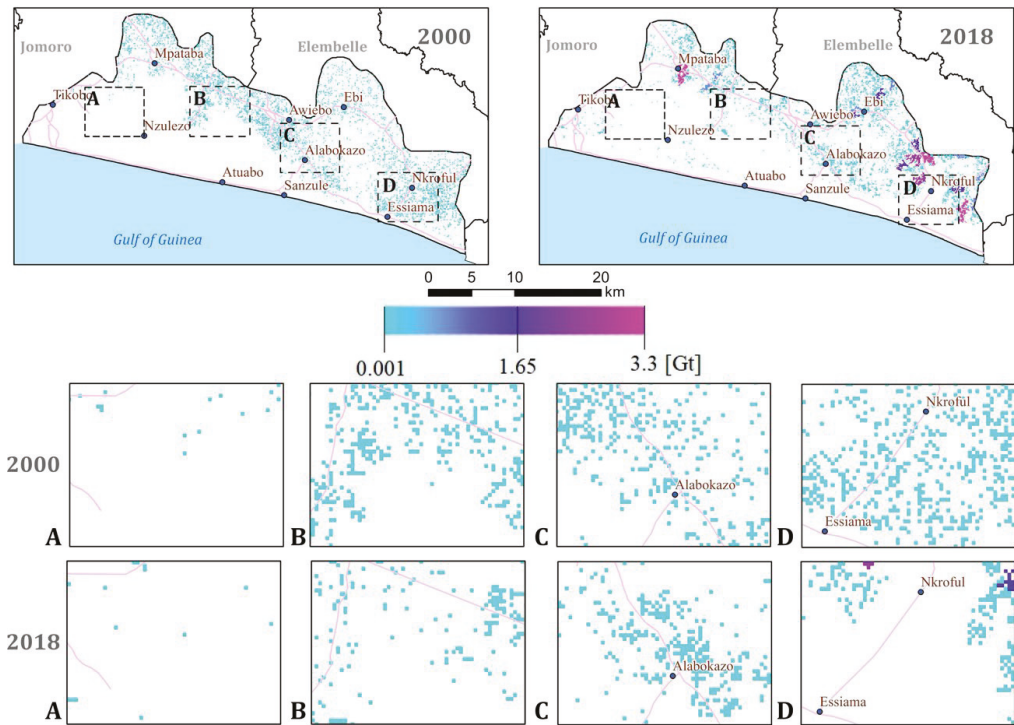 Jomoro
Elembelle
2000
Mpataba
Tikobo
A
B
Ebi
Awiebo
Nzulezo
C
Alabokazo
Atuabo
D
Nkroful
Sanzule
Essiama
Gulf of Guinea
Jomoro
Elembelle
2018
Mpataba
Tikobo
A
B
Ebi
Awiebo
Nzulezo
C
Alabokazo
Atuabo
D
Nkroful
Sanzule
Essiama
Gulf of Guinea
0 5 10 20
km
0.001 1.65 3.3 [Gt]
2000
A
B
Alabokazo
C
Nkroful
Essiama
D
2018
A
B
Alabokazo
C
Nkroful
Essiama
D